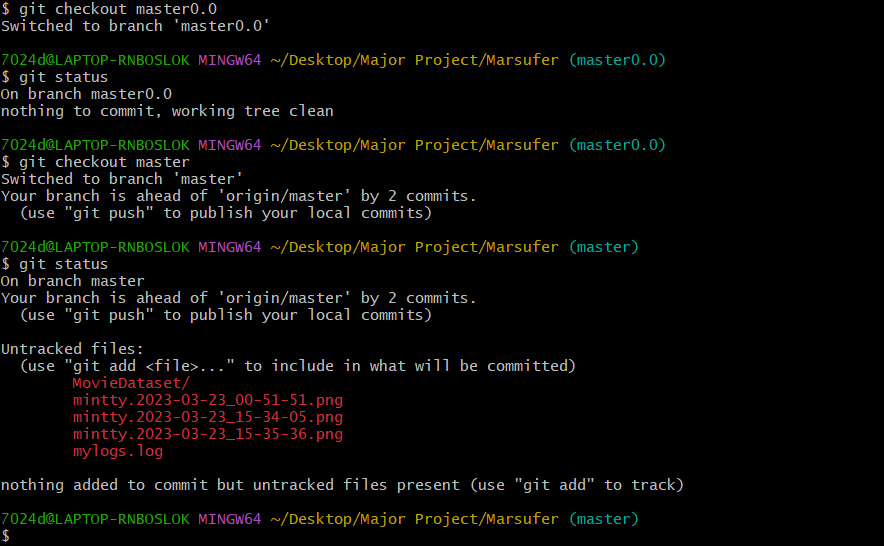 $ git checkout master0.0
Switched to branch 'master0.0'
7024d@LAPTOP-RNBOSLOK MINGW64 ~/Desktop/Major Project/Marsufer (master0.0)
$ git status
On branch master0.0
nothing to commit, working tree clean
7024d@LAPTOP-RNBOSLOK MINGW64 ~/Desktop/Major Project/Marsufer (master0.0)
$ git checkout master
Switched to branch 'master'
Your branch is ahead of 'origin/master' by 2 commits.
  (use "git push" to publish your local commits)
7024d@LAPTOP-RNBOSLOK MINGW64 ~/Desktop/Major Project/Marsufer (master)
$ git status
On branch master
Your branch is ahead of 'origin/master' by 2 commits.
  (use "git push" to publish your local commits)
Untracked files:
  (use "git add <file>..." to include in what will be committed)
        MovieDataset/
        mintty.2023-03-23_00-51-51.png
        mintty.2023-03-23_15-34-05.png
        mintty.2023-03-23_15-35-36.png
        mylogs.log
nothing added to commit but untracked files present (use "git add" to track)
7024d@LAPTOP-RNBOSLOK MINGW64 ~/Desktop/Major Project/Marsufer (master)
$